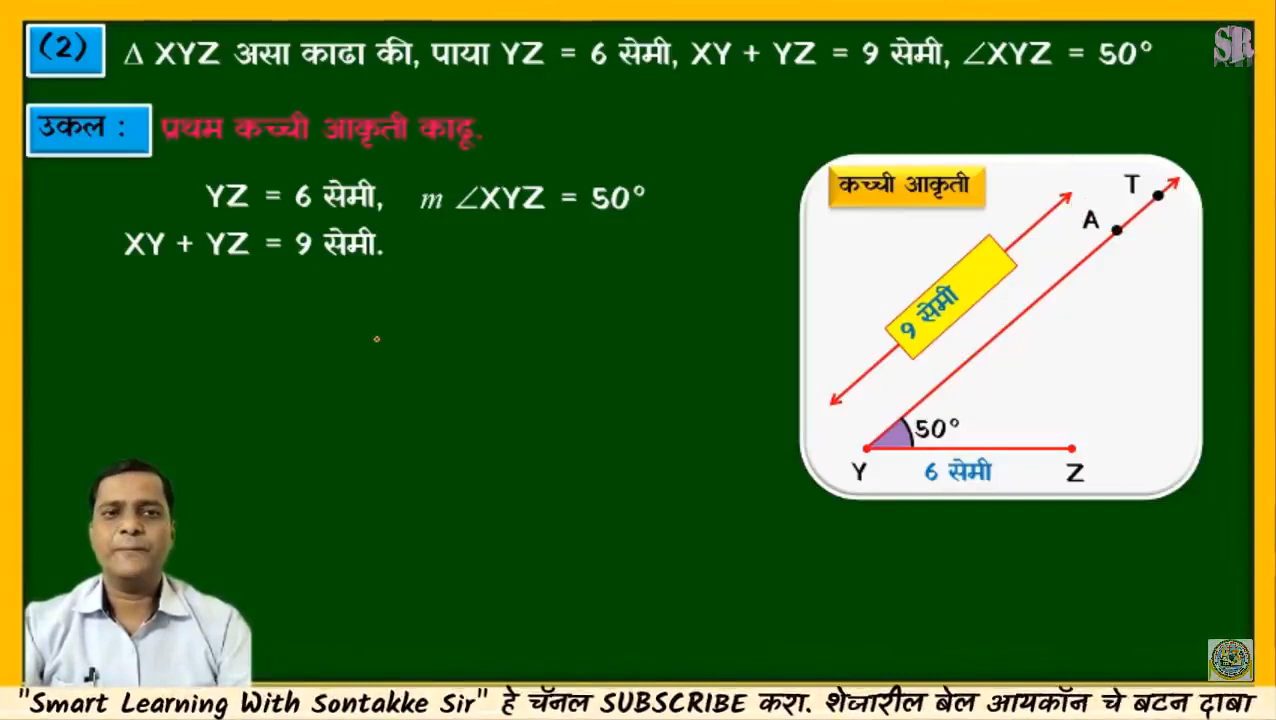 (2) Δ XYZ असा काढा की, पाया YZ = 6 सेमी, XY + YZ = 9 सेमी, ∠XYZ = 50°
SR
उकल : प्रथम कच्ची आकृती काढू.
YZ = 6 सेमी, m ∠XYZ = 50°
XY + YZ = 9 सेमी.
कच्ची आकृती
T
A
9 सेमी
50°
Y 6 सेमी Z
"Smart Learning With Sontakke Sir" हे चॅनल SUBSCRIBE करा. शेजारील बेल आयकॉन चे बटन दाबा